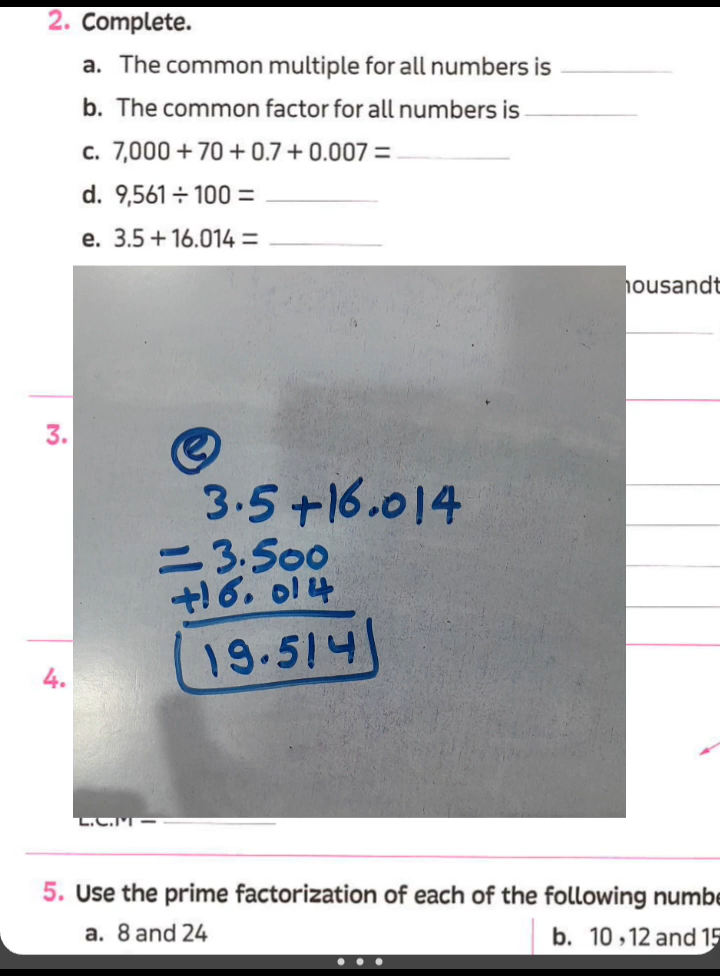 2. Complete.
a. The common multiple for all numbers is
b. The common factor for all numbers is
c. 7,000 + 70 + 0.7 + 0.007 =
d. 9,561 ÷ 100 =
e. 3.5 + 16.014 =
housandt
3.
e
3.5 + 16.014
= 3.500
+16.014
19.514
4.
L.C.M =
5. Use the prime factorization of each of the following numbe
a. 8 and 24
b. 10 , 12 and 15